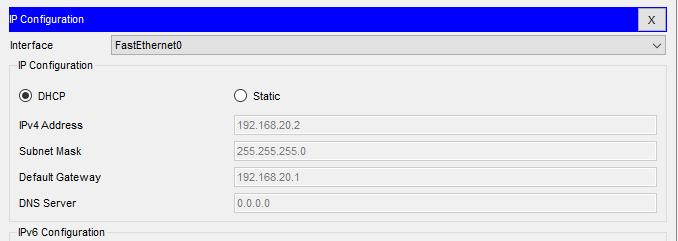 IP Configuration X
Interface FastEthernet0
IP Configuration
DHCP Static
IPv4 Address 192.168.20.2
Subnet Mask 255.255.255.0
Default Gateway 192.168.20.1
DNS Server 0.0.0.0
IPv6 Configuration